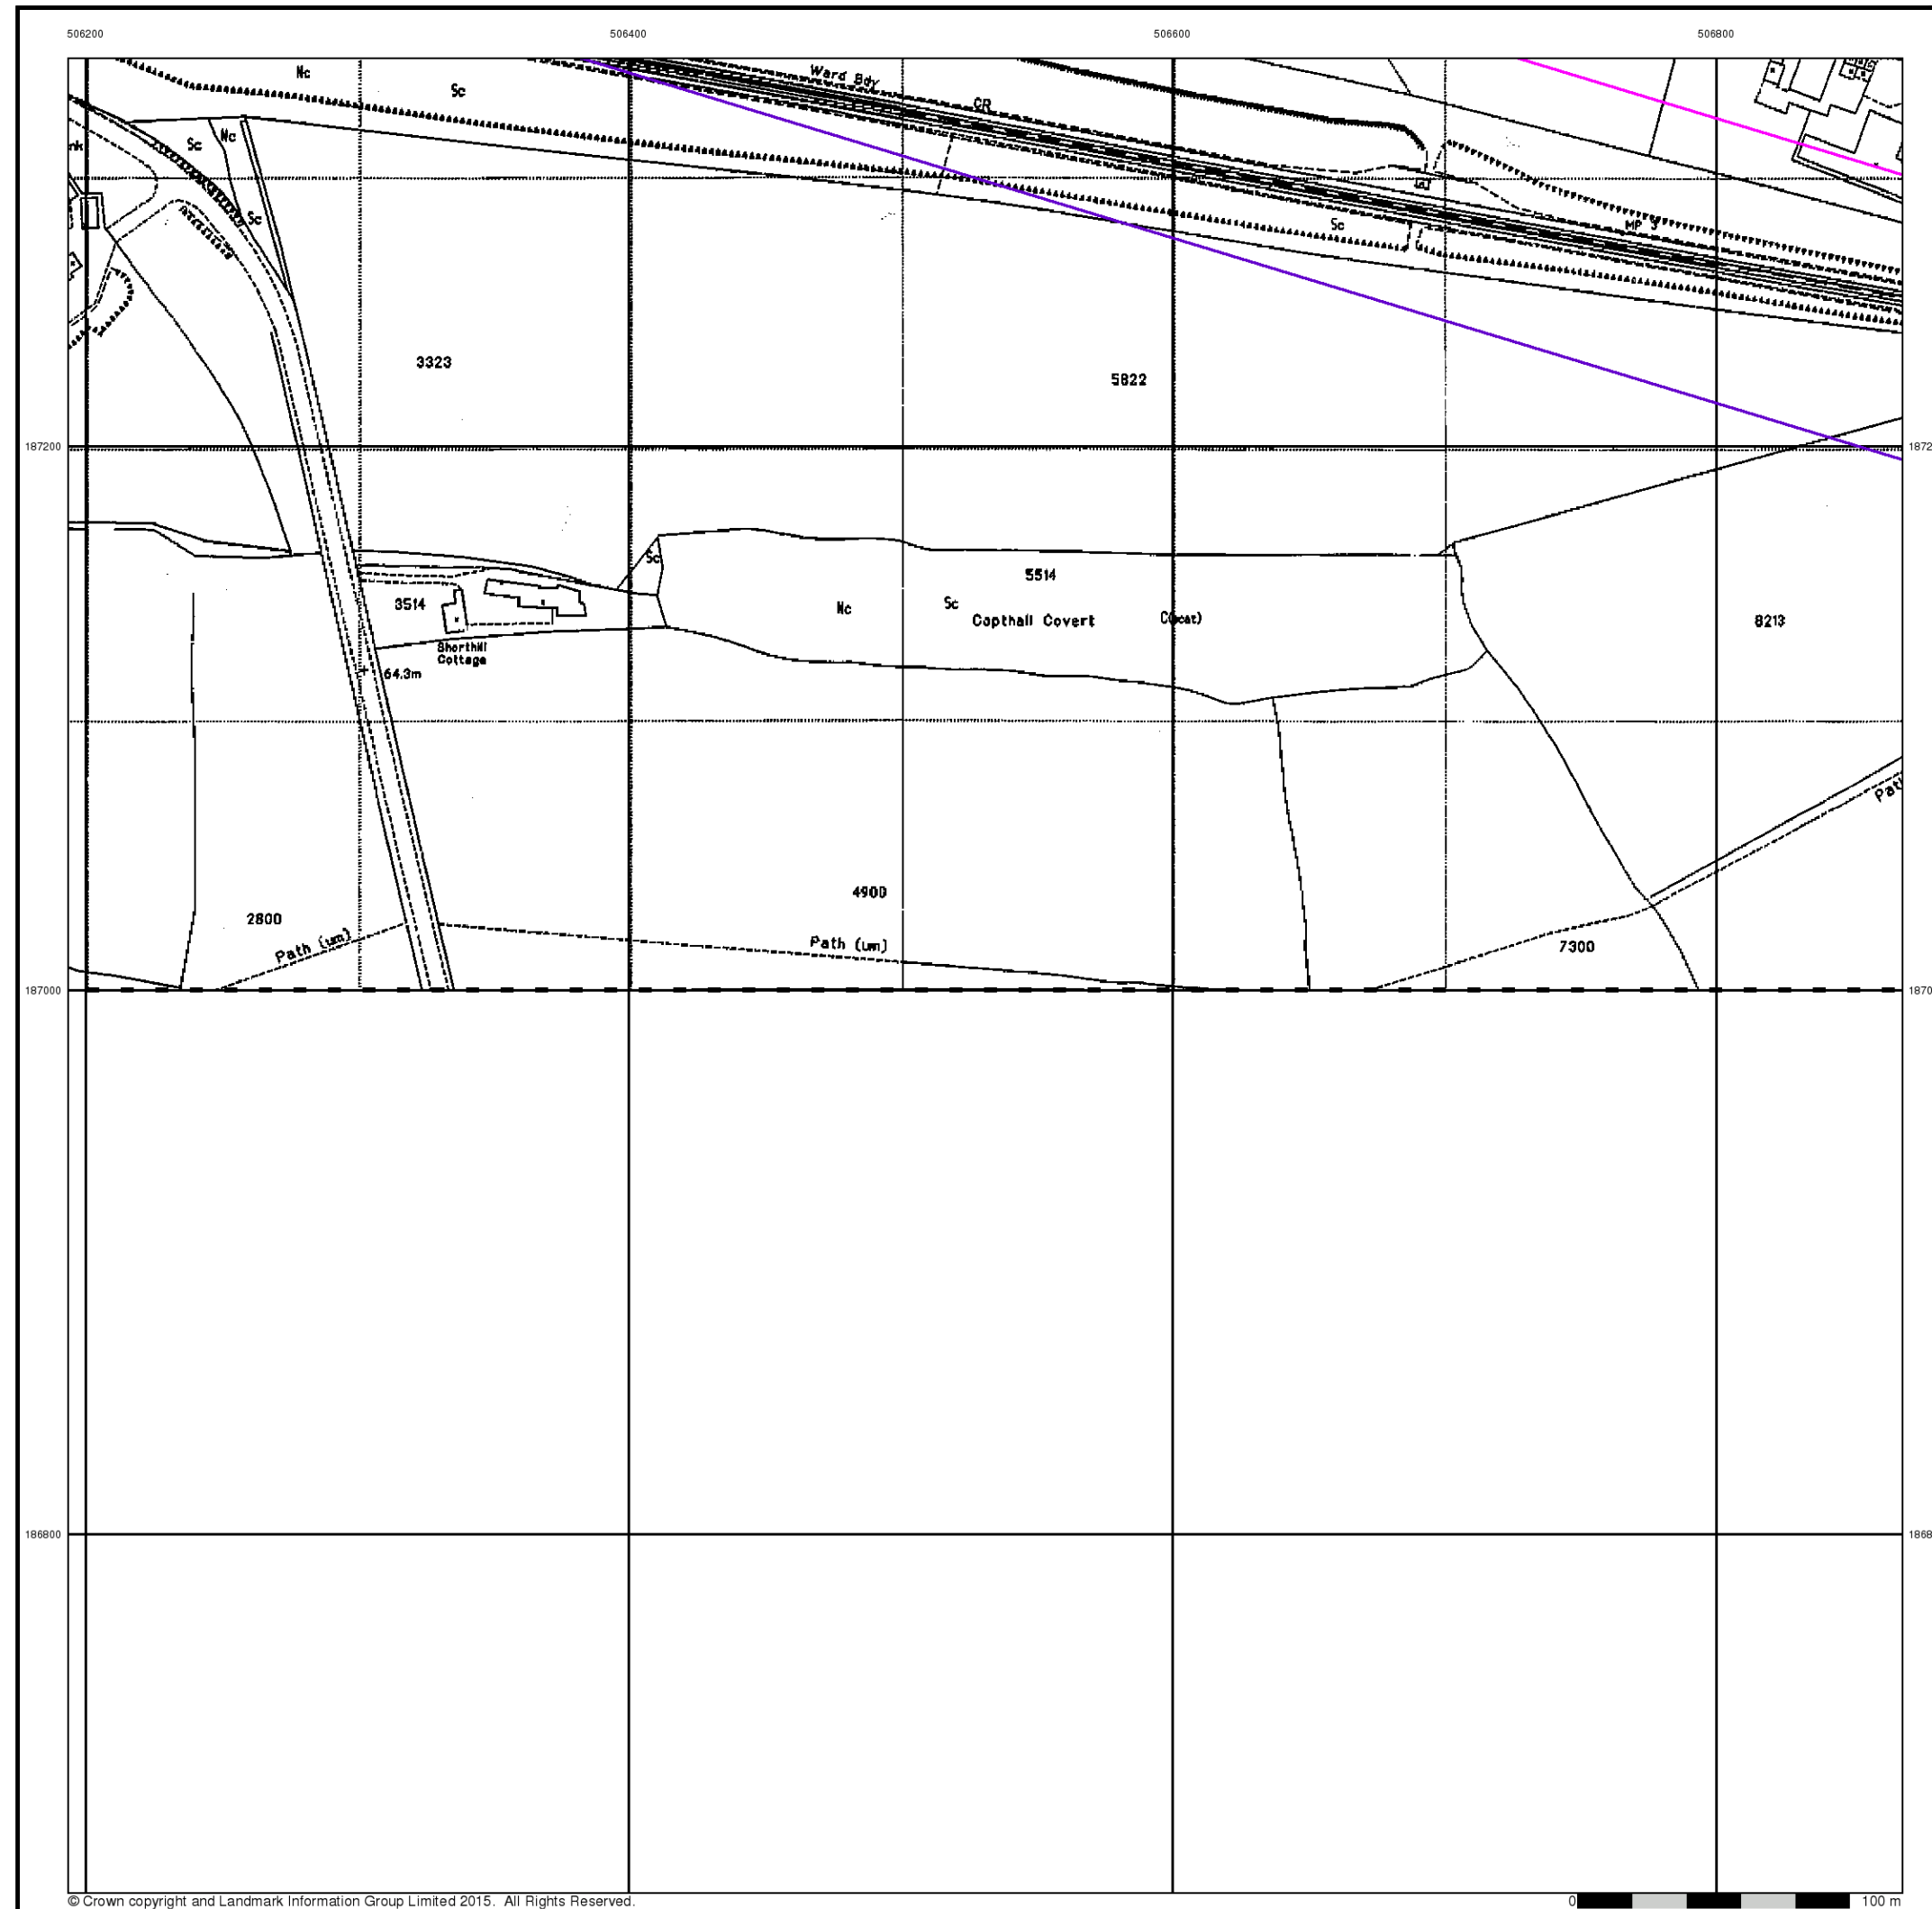 506200
506400
506600
506800
Nc
Sc
Ward Bdy
CR
Sc
Nc
Sc
Sc
MP 3
3323
5822
187200
Sc
5514
3514
Nc
Sc
Copthall Covert
8213
Shorthill
Cottage
64.3m
4900
2800
Path (um)
Path (um)
7300
187000
186800
© Crown copyright and Landmark Information Group Limited 2015. All Rights Reserved.
0
100 m